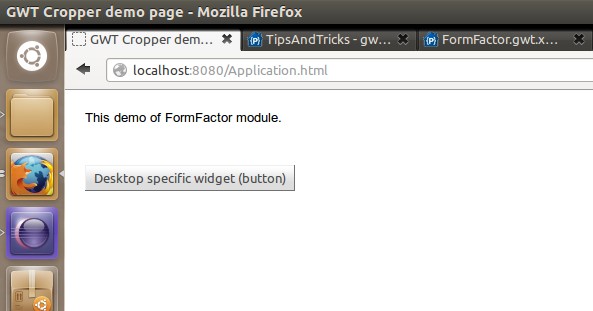 GWT Cropper demo page - Mozilla Firefox
GWT Cropper dem... TipsAndTricks - gw... FormFactor.gwt.x...
localhost:8080/Application.html
This demo of FormFactor module.
Desktop specific widget (button)